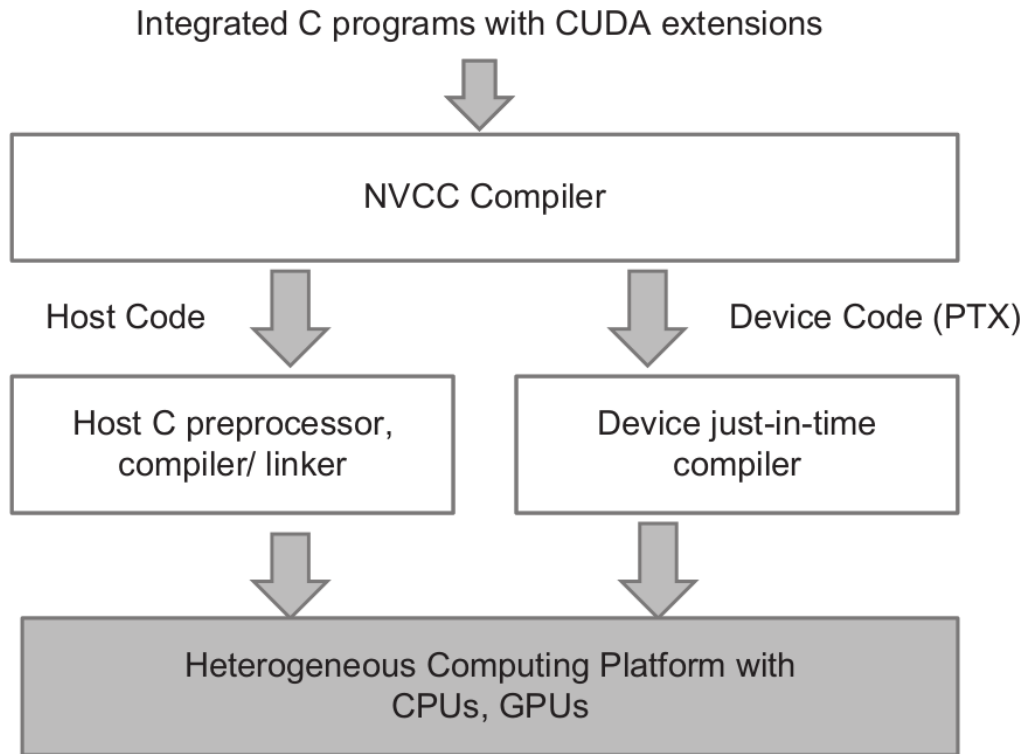 Integrated C programs with CUDA extensions
NVCC Compiler
Host Code
Device Code (PTX)
Host C preprocessor,
compiler/ linker
Device just-in-time
compiler
Heterogeneous Computing Platform with
CPUs, GPUs